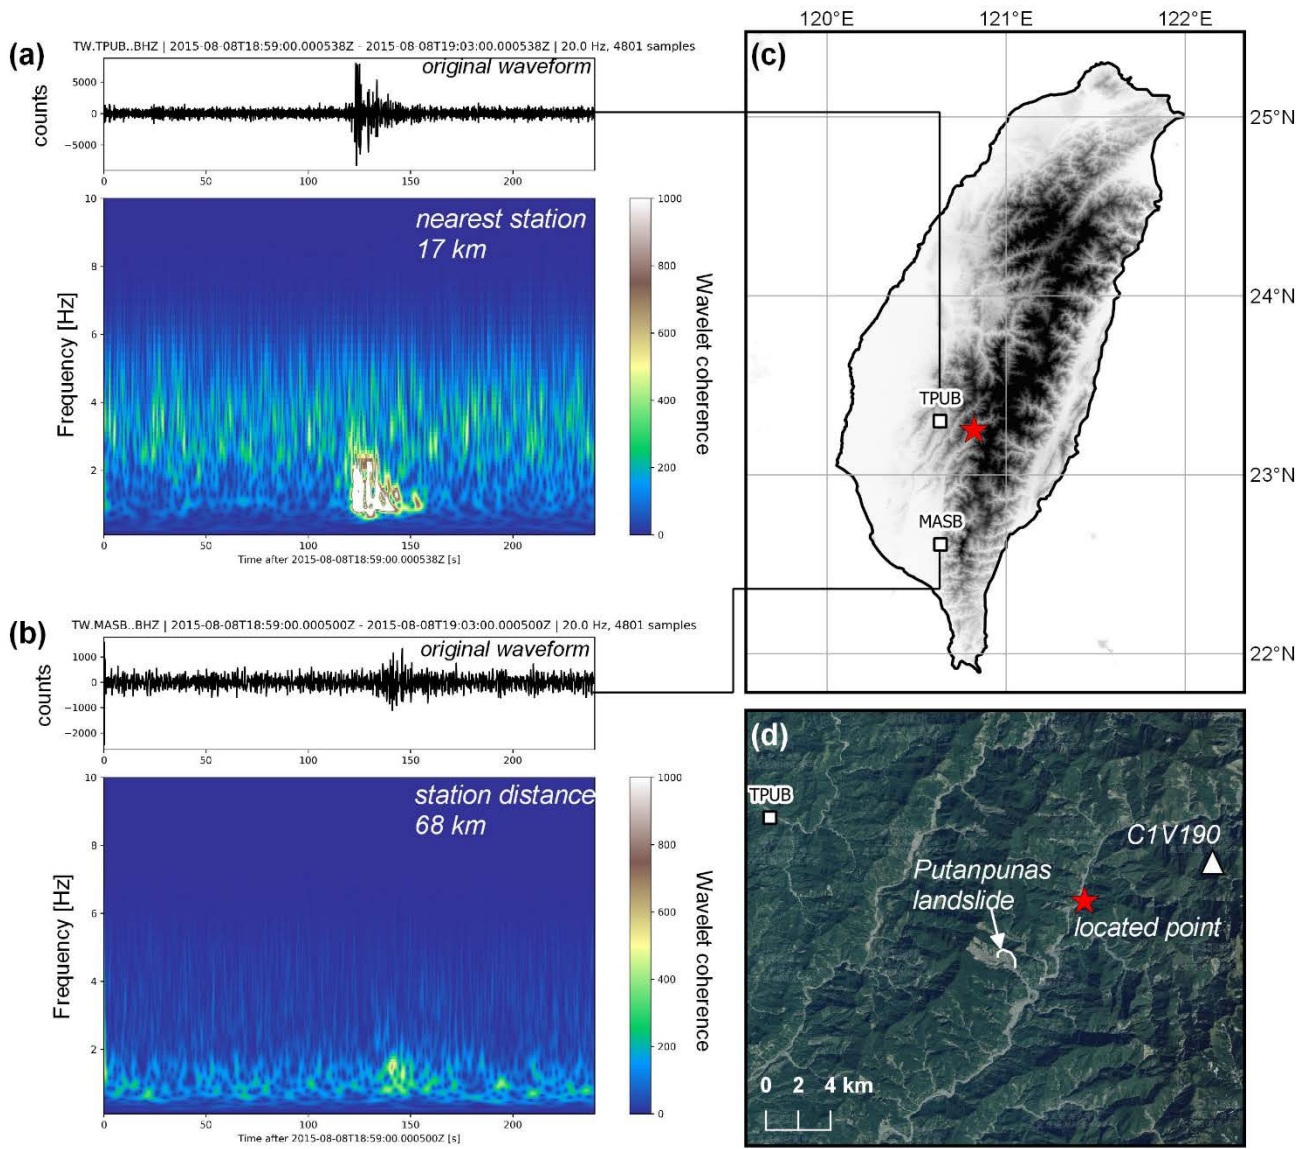 (a)
TW.TPUB..BHZ | 2015-08-08T18:59:00.000538Z - 2015-08-08T19:03:00.000538Z | 20.0 Hz, 4801 samples
original waveform
counts
5000
0
−5000
0
50
100
150
200
nearest station
17 km
Frequency [Hz]
10
8
6
4
2
0
50
100
150
200
Time after 2015-08-08T18:59:00.000538Z [s]
1000
800
600
400
200
0
Wavelet coherence
(b)
TW.MASB..BHZ | 2015-08-08T18:59:00.000500Z - 2015-08-08T19:03:00.000500Z | 20.0 Hz, 4801 samples
original waveform
counts
1000
0
−1000
−2000
0
50
100
150
200
station distance
68 km
Frequency [Hz]
10
8
6
4
2
0
50
100
150
200
Time after 2015-08-08T18:59:00.000500Z [s]
1000
800
600
400
200
0
Wavelet coherence
120°E
121°E
122°E
(c)
25°N
24°N
23°N
22°N
TPUB
MASB
(d)
TPUB
C1V190
Putanpunas
landslide
located point
0 2 4 km